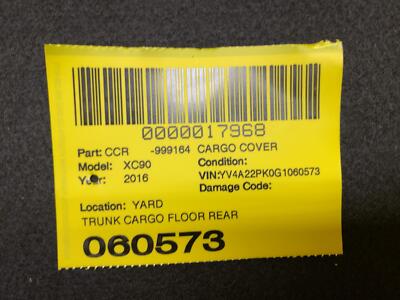 0000017968
Part: CCR -999164 CARGO COVER
Model: XC90 Condition:
Year: 2016 VIN:YV4A22PK0G1060573
Damage Code:
Location: YARD
TRUNK CARGO FLOOR REAR
060573